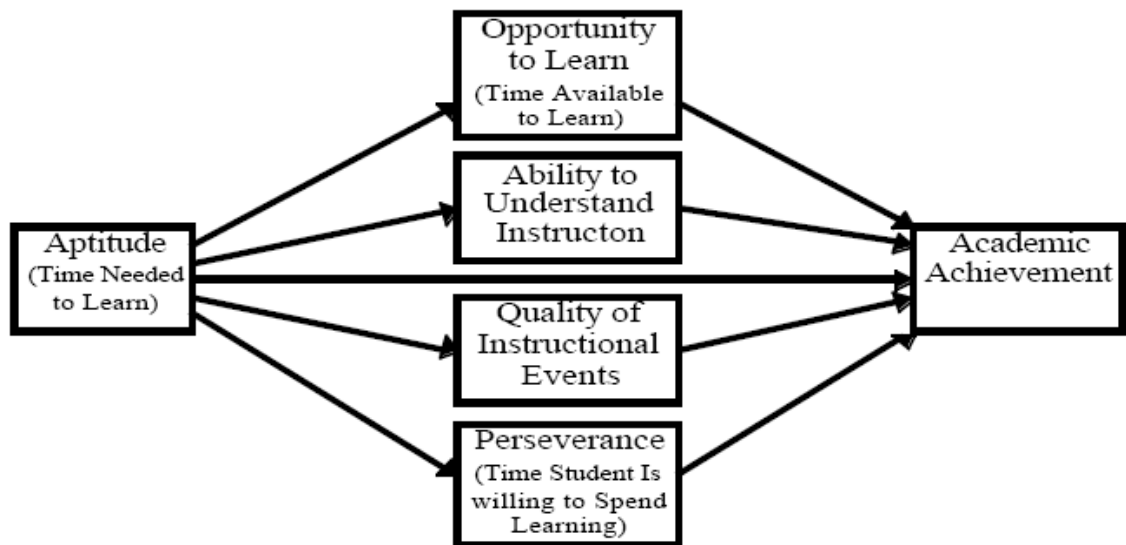 Opportunity
to Learn
(Time Available
to Learn)
Ability to
Understand
Instructon
Aptitude
(Time Needed
to Learn)
Academic
Achievement
Quality of
Instructional
Events
Perseverance
(Time Student Is
willing to Spend
Learning)